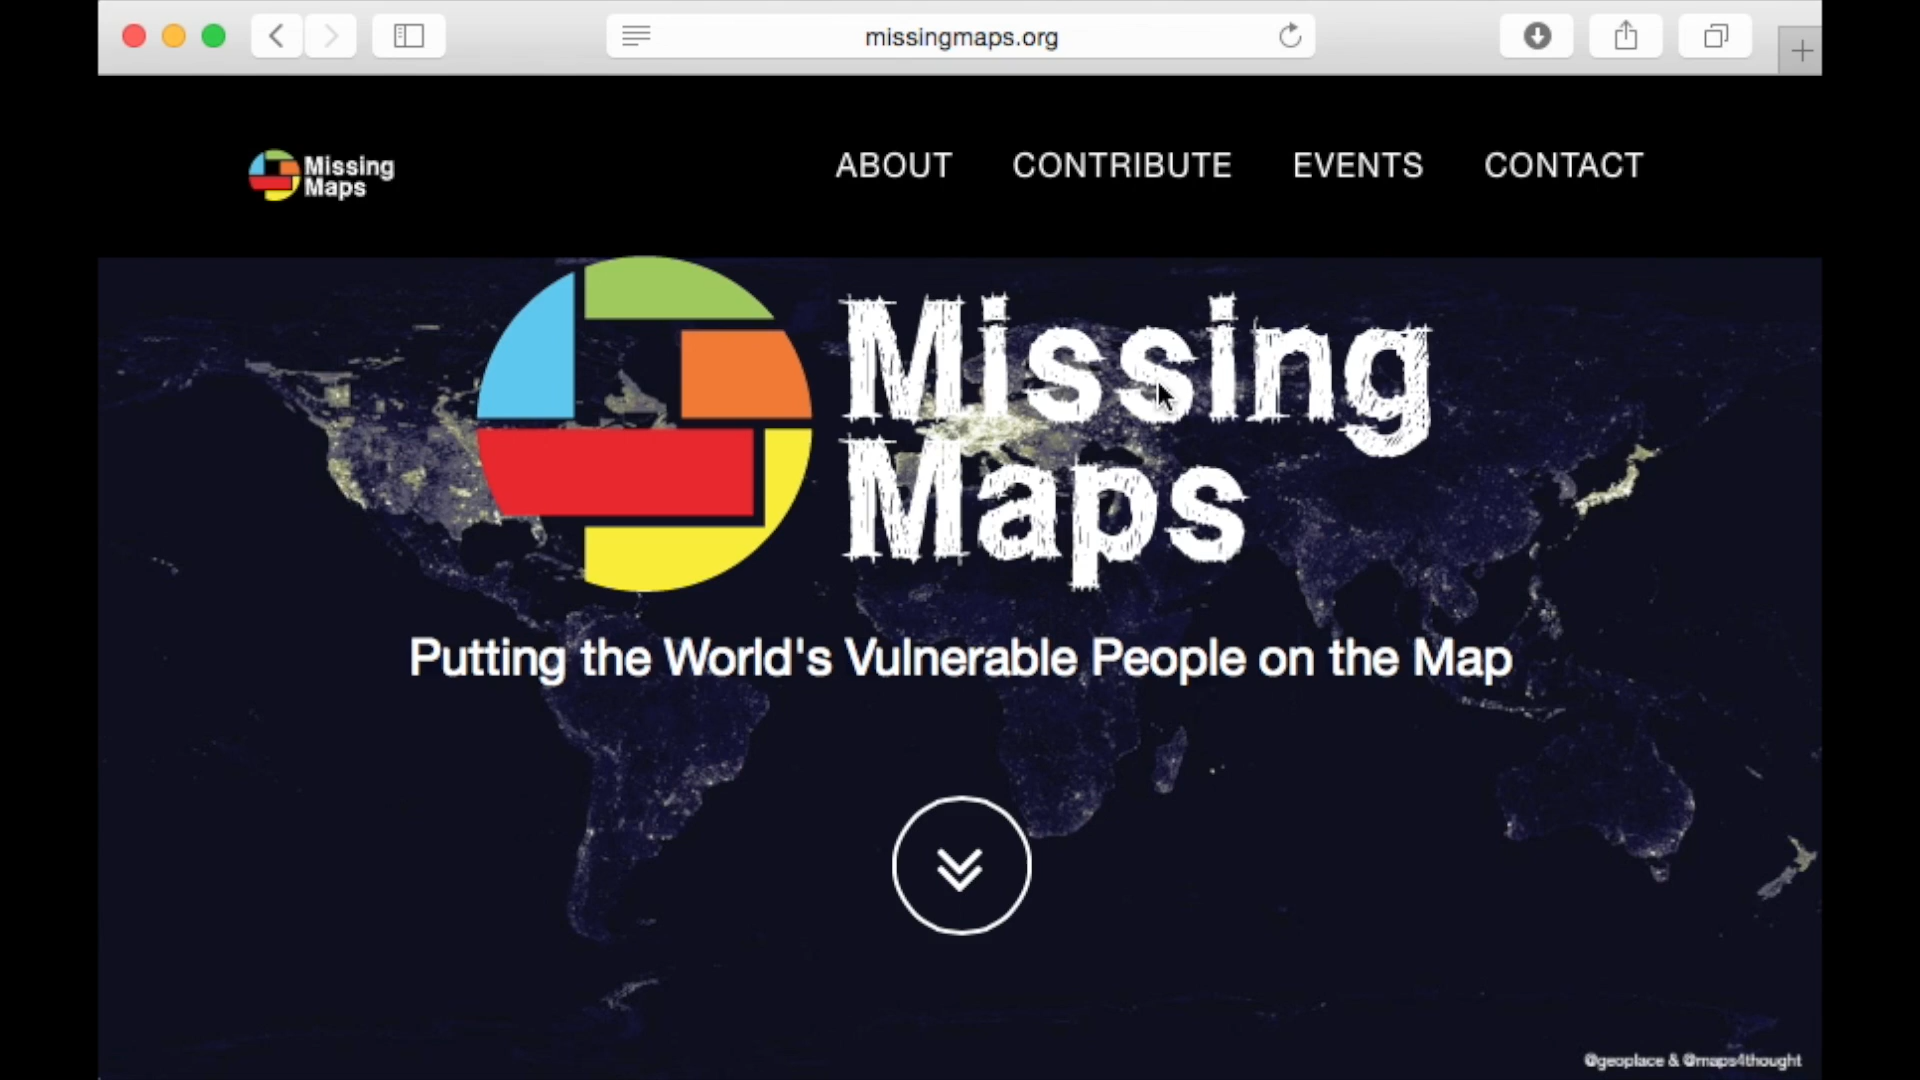 missingmaps.org
Missing
Maps
ABOUT CONTRIBUTE EVENTS CONTACT
Missing
Maps
Putting the World's Vulnerable People on the Map
@geoplace & @maps4thought